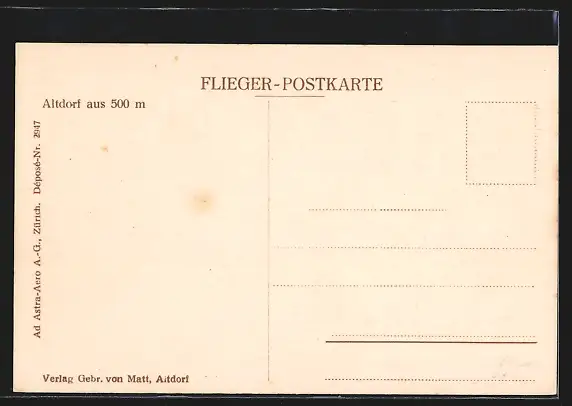 FLIEGER-POSTKARTE
Altdorf aus 500 m
Ad Astra-Aero A.-G., Zürich. Déposé-Nr. 2947
Verlag Gebr. von Matt, Altdorf